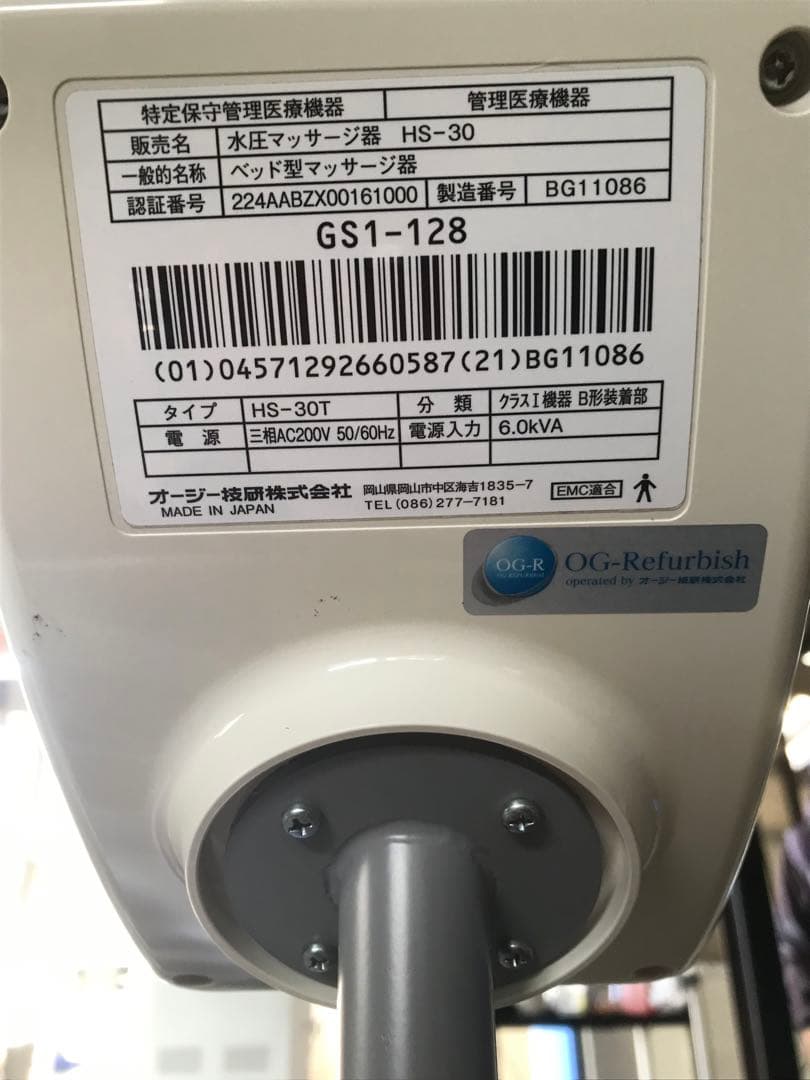 特定保守管理医療機器 管理医療機器
販売名 水圧マッサージ器 HS-30
一般的名称 ベッド型マッサージ器
認証番号 224AABZX00161000 製造番号 BG11086
GS1-128
(01)04571292660587(21)BG11086
タイプ HS-30T 分類 クラスⅠ機器 B形装着部
電源 三相AC200V 50/60Hz 電源入力 6.0kVA
オージー技研株式会社 岡山県岡山市中区海吉1835-7
MADE IN JAPAN TEL(086)277-7181 EMC適合
OG-R OG-Refurbish
operated by オージー技研株式会社